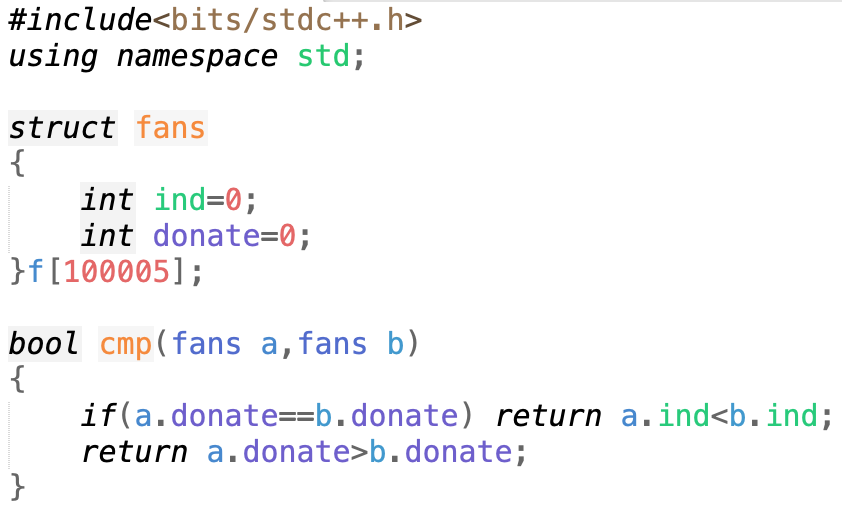 #include<bits/stdc++.h>
using namespace std;

struct fans
{
    int ind=0;
    int donate=0;
}f[100005];

bool cmp(fans a,fans b)
{
    if(a.donate==b.donate) return a.ind<b.ind;
    return a.donate>b.donate;
}